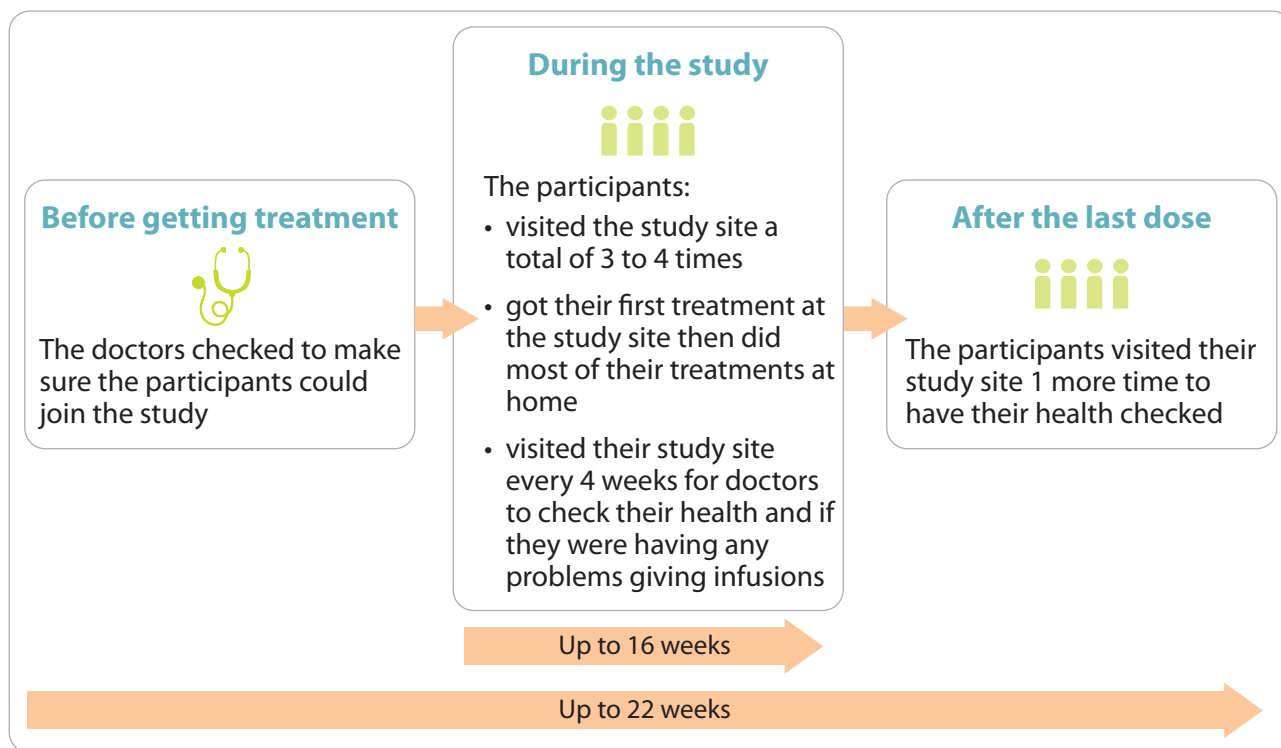 Before getting treatment
The doctors checked to make
sure the participants could
join the study
During the study
The participants:
• visited the study site a
total of 3 to 4 times
• got their first treatment at
the study site then did
most of their treatments at
home
• visited their study site
every 4 weeks for doctors
to check their health and if
they were having any
problems giving infusions
After the last dose
The participants visited their
study site 1 more time to
have their health checked
Up to 16 weeks
Up to 22 weeks